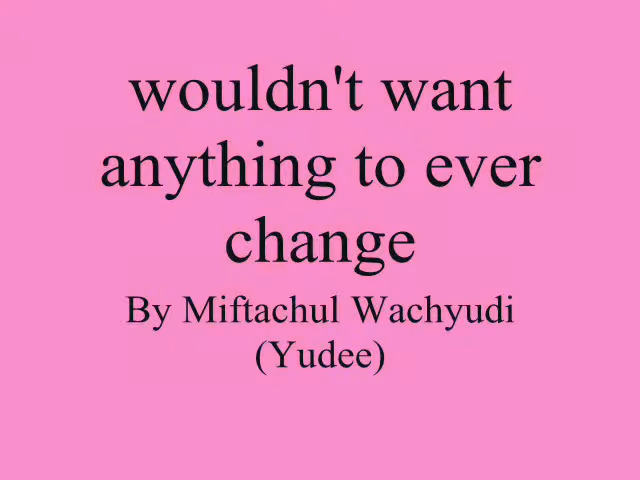 wouldn't want
anything to ever
change
By Miftachul Wachyudi
(Yudee)